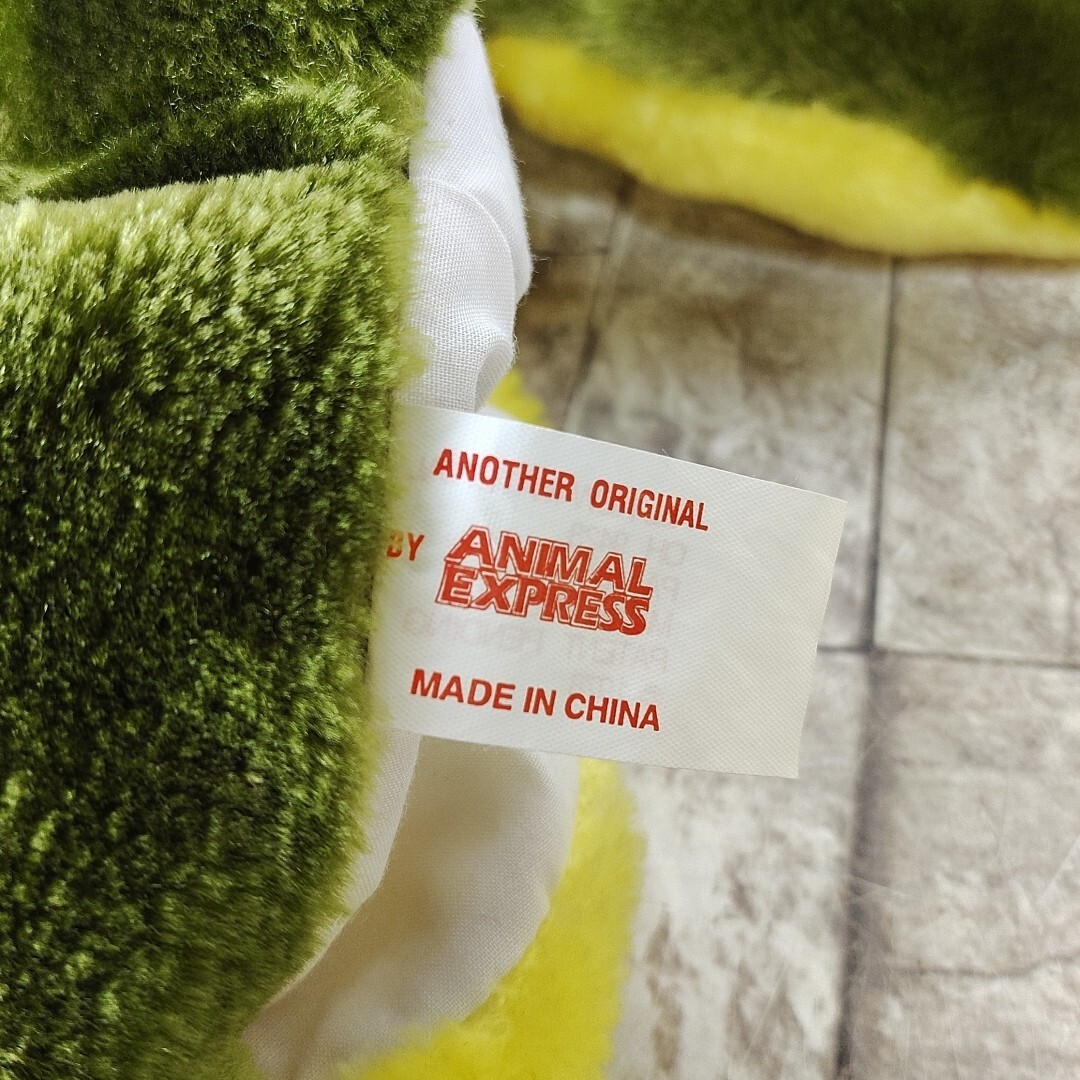 ANOTHER ORIGINAL
BY ANIMAL
EXPRESS
MADE IN CHINA